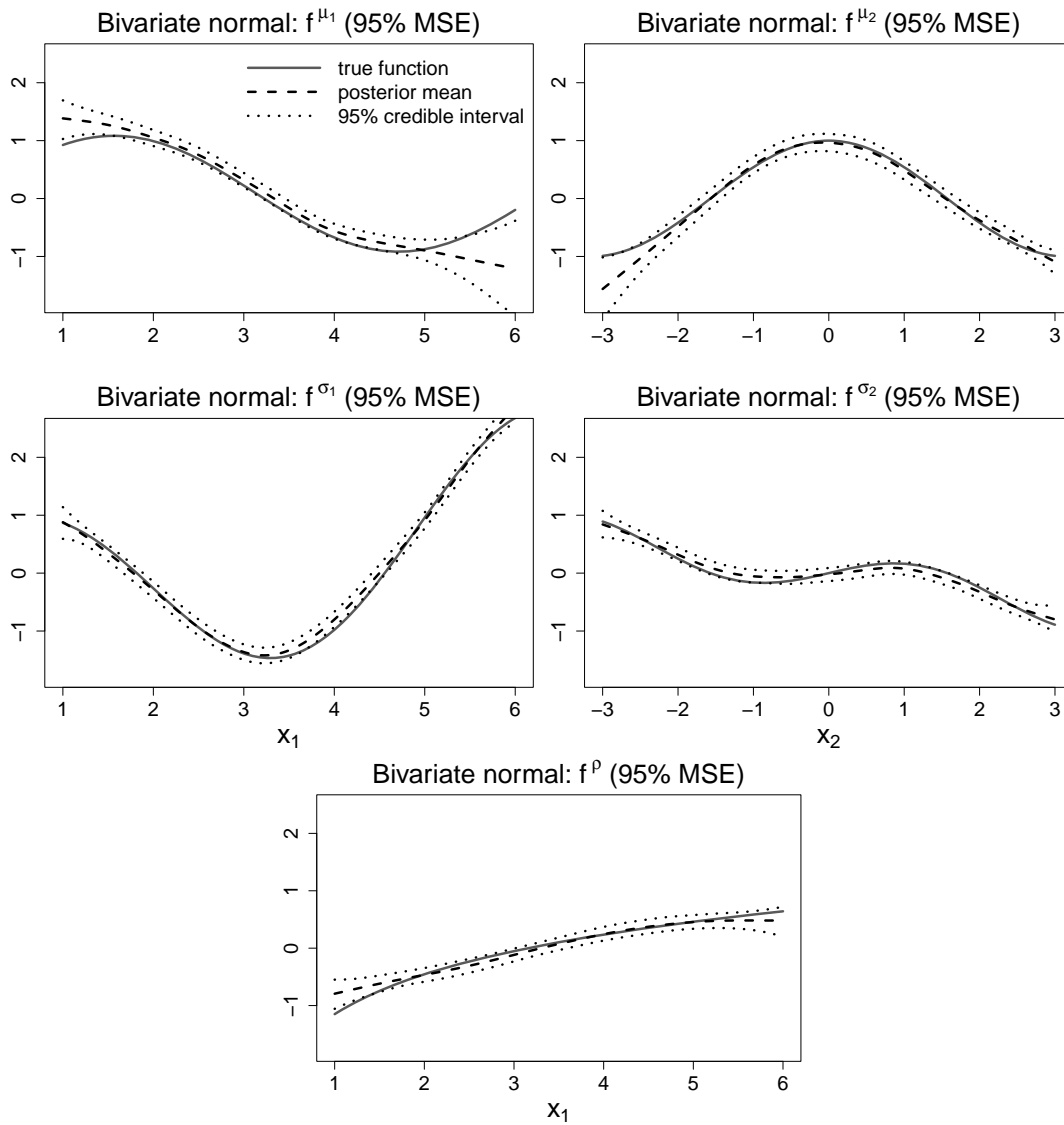 Bivariate normal: f^μ₁ (95% MSE)
2
1
0
−1
1 2 3 4 5 6
true function
posterior mean
95% credible interval
Bivariate normal: f^μ₂ (95% MSE)
2
1
0
−1
−3 −2 −1 0 1 2 3
Bivariate normal: f^σ₁ (95% MSE)
2
1
0
−1
1 2 3 4 5 6
x₁
Bivariate normal: f^σ₂ (95% MSE)
2
1
0
−1
−3 −2 −1 0 1 2 3
x₂
Bivariate normal: f^ρ (95% MSE)
2
1
0
−1
1 2 3 4 5 6
x₁